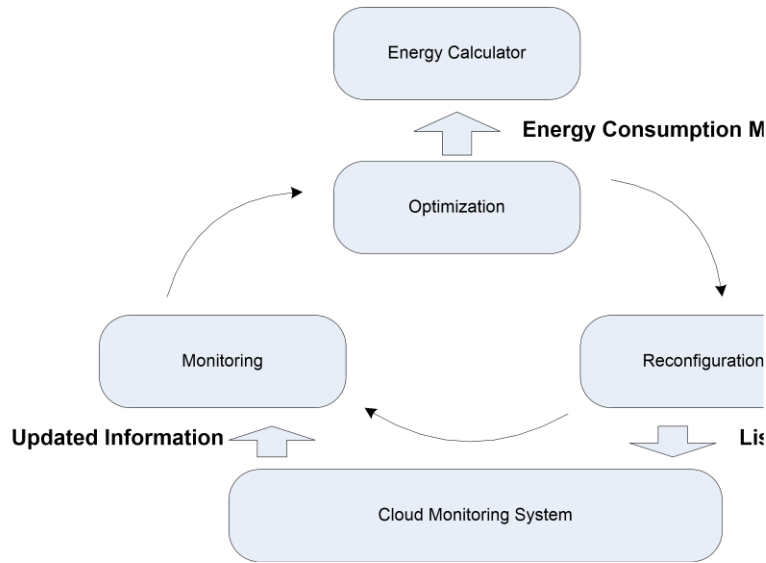 Energy Calculator
Energy Consumption M
Optimization
Monitoring
Reconfiguration
Updated Information
Lis
Cloud Monitoring System